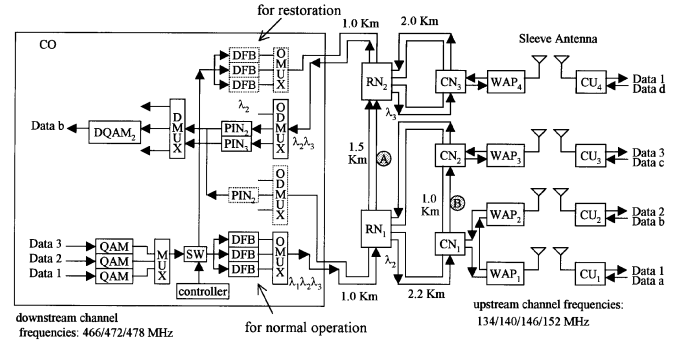 for restoration
CO
DFB
DFB
DFB
OMUX
λ2
ODMUX
λ2λ3
Data b
DQAM2
DMUX
PIN2
PIN3
PIN2
ODMUX
Data 3
Data 2
Data 1
QAM
QAM
QAM
MUX
SW
controller
DFB
DFB
DFB
OMUX
λ1λ2λ3
for normal operation
downstream channel
frequencies: 466/472/478 MHz
1.0 Km
2.0 Km
RN2
λ3
CN3
WAP4
Sleeve Antenna
CU4
Data 1
Data d
1.5
Km
A
CN2
WAP3
CU3
Data 3
Data c
1.0
Km
B
RN1
λ2
CN1
WAP2
CU2
Data 2
Data b
WAP1
CU1
Data 1
Data a
1.0 Km
2.2 Km
upstream channel frequencies:
134/140/146/152 MHz